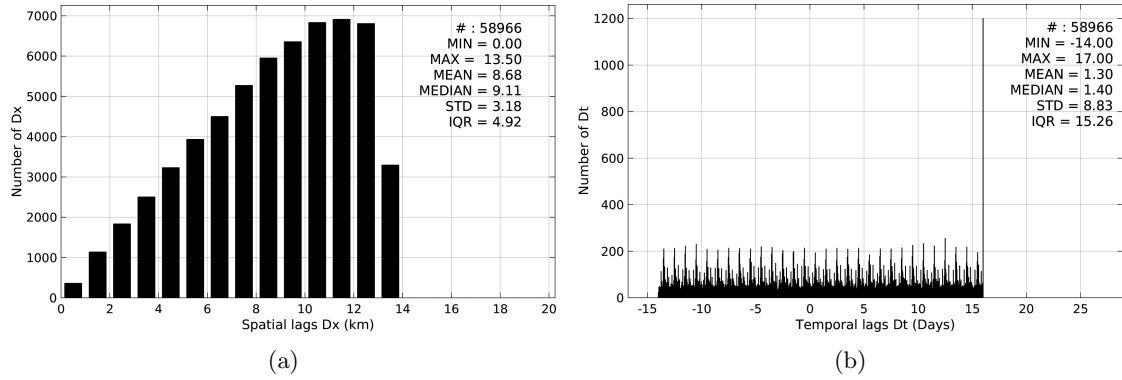 7000
6000
5000
4000
3000
2000
1000
0
Number of Dx
# : 58966
MIN = 0.00
MAX = 13.50
MEAN = 8.68
MEDIAN = 9.11
STD = 3.18
IQR = 4.92
0 2 4 6 8 10 12 14 16 18 20
Spatial lags Dx (km)
(a)
1200
1000
800
600
400
200
0
Number of Dt
# : 58966
MIN = -14.00
MAX = 17.00
MEAN = 1.30
MEDIAN = 1.40
STD = 8.83
IQR = 15.26
-15 -10 -5 0 5 10 15 20 25
Temporal lags Dt (Days)
(b)